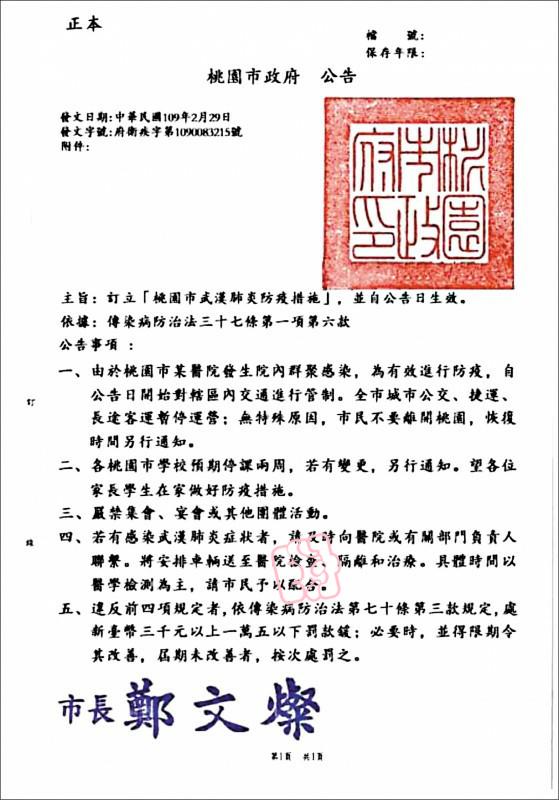 正本
檔　　號：
保存年限：
桃園市政府　公告
發文日期：中華民國109年2月29日
發文字號：府衛疾字第1090083215號
附件：
桃園市政府印
主旨：訂立「桃園市武漢肺炎防疫措施」，並自公告日生效。
依據：傳染病防治法三十七條第一項第六款
公告事項：
一、由於桃園市某醫院發生院內群聚感染，為有效進行防疫，自
公告日開始對轄區內交通進行管制。全市城市公交、捷運、
長途客運暫停運營；無特殊原因，市民不要離開桃園，恢復
時間另行通知。
訂
二、各桃園市學校預期停課兩周，若有變更，另行通知。望各位
家長學生在家做好防疫措施。
三、嚴禁集會、宴會或其他團體活動。
四、若有感染武漢肺炎症狀者，請及時向醫院或有關部門負責人
線
聯繫。將安排車輛送至醫院檢查、隔離和治療。具體時間以
醫學檢測為主，請市民予以配合。
五、違反前四項規定者，依傳染病防治法第七十條第三款規定，處
新臺幣三千元以上一萬五以下罰款鍰；必要時，並得限期令
其改善，屆期未改善者，按次處罰之。
市長 鄭文燦
第1頁　共1頁